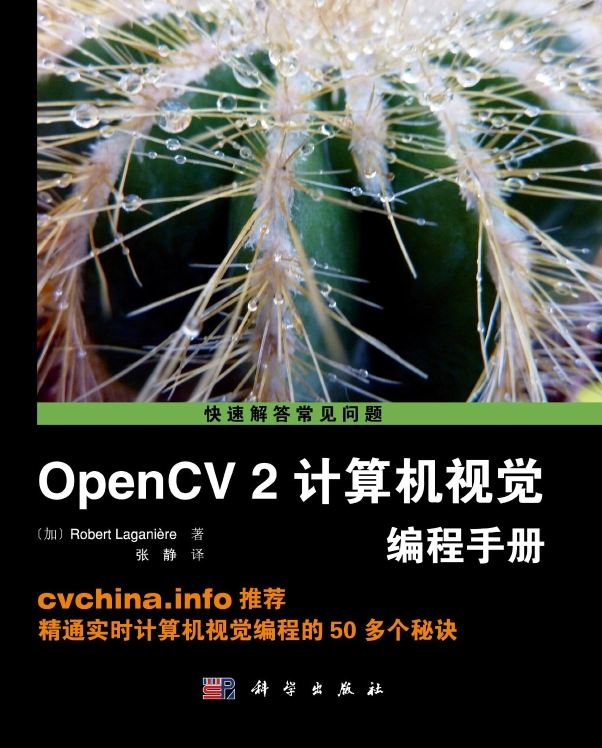 快速解答常见问题
OpenCV 2 计算机视觉
编程手册
〔加〕Robert Laganière 著
张 静 译
cvchina.info 推荐
精通实时计算机视觉编程的 50 多个秘诀
科学出版社